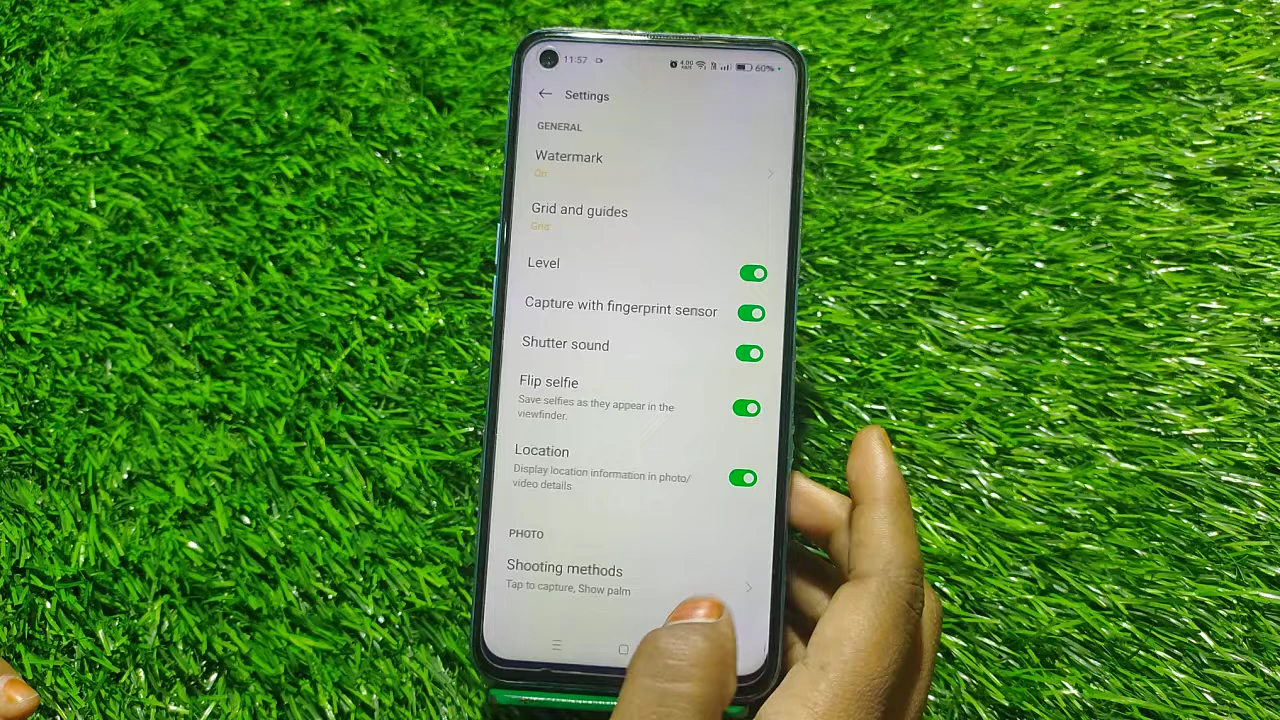 11:57
60%
Settings
GENERAL
Watermark
On
Grid and guides
Grid
Level
Capture with fingerprint sensor
Shutter sound
Flip selfie
Save selfies as they appear in the
viewfinder.
Location
Display location information in photo/
video details
PHOTO
Shooting methods
Tap to capture, Show palm